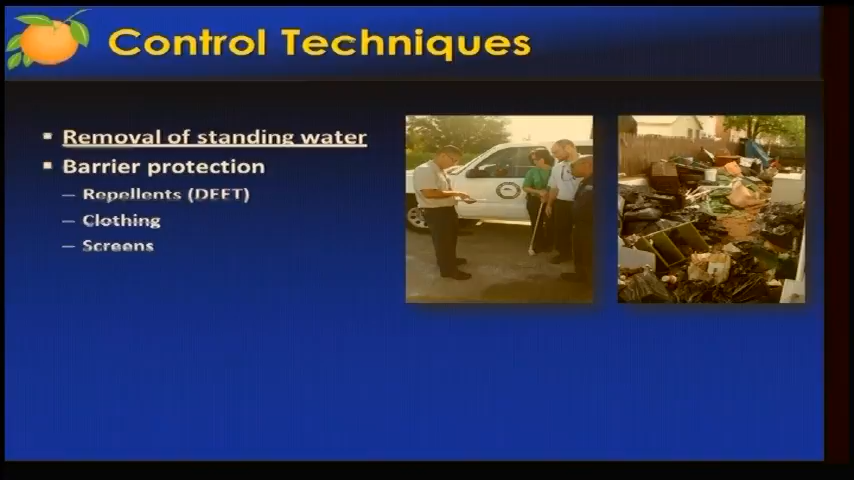 Control Techniques
▪ Removal of standing water
▪ Barrier protection
– Repellents (DEET)
– Clothing
– Screens